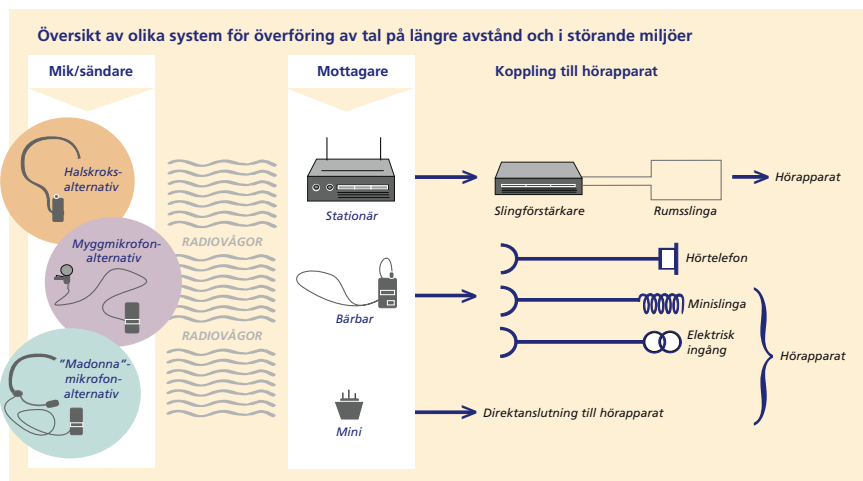 Översikt av olika system för överföring av tal på längre avstånd och i störande miljöer
Mik/sändare
Mottagare
Koppling till hörapparat
Halskroks-
alternativ
Stationär
Slingförstärkare
Rumsslinga
Hörapparat
RADIOVÅGOR
Myggmikrofon-
alternativ
Bärbar
Hörtelefon
Minislinga
Elektrisk
ingång
Hörapparat
RADIOVÅGOR
”Madonna”-
mikrofon-
alternativ
Mini
Direktanslutning till hörapparat